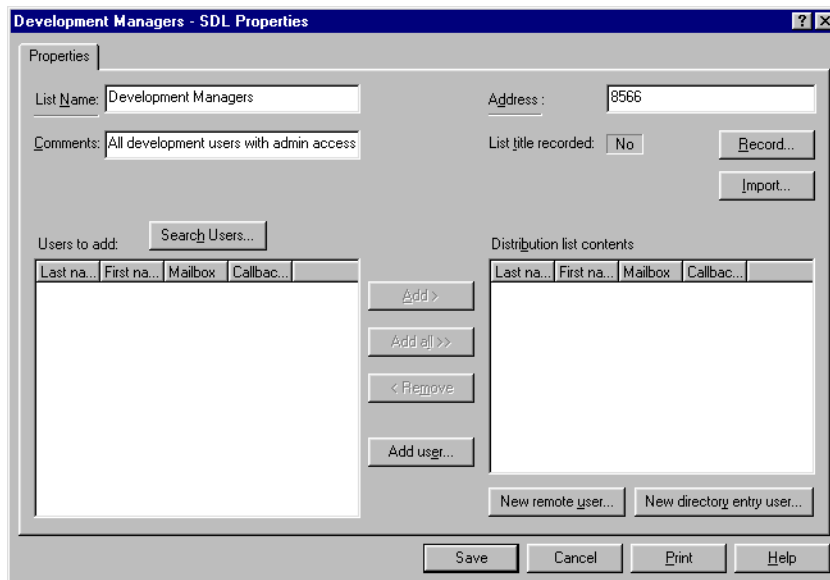 Development Managers - SDL Properties
Properties
List Name: Development Managers Address : 8566
Comments: All development users with admin access List title recorded: No Record...
Import...
Users to add: Search Users... Distribution list contents
Last na... First na... Mailbox Callbac... Last na... First na... Mailbox Callbac...
Add >
Add all >>
< Remove
Add user...
New remote user... New directory entry user...
Save Cancel Print Help